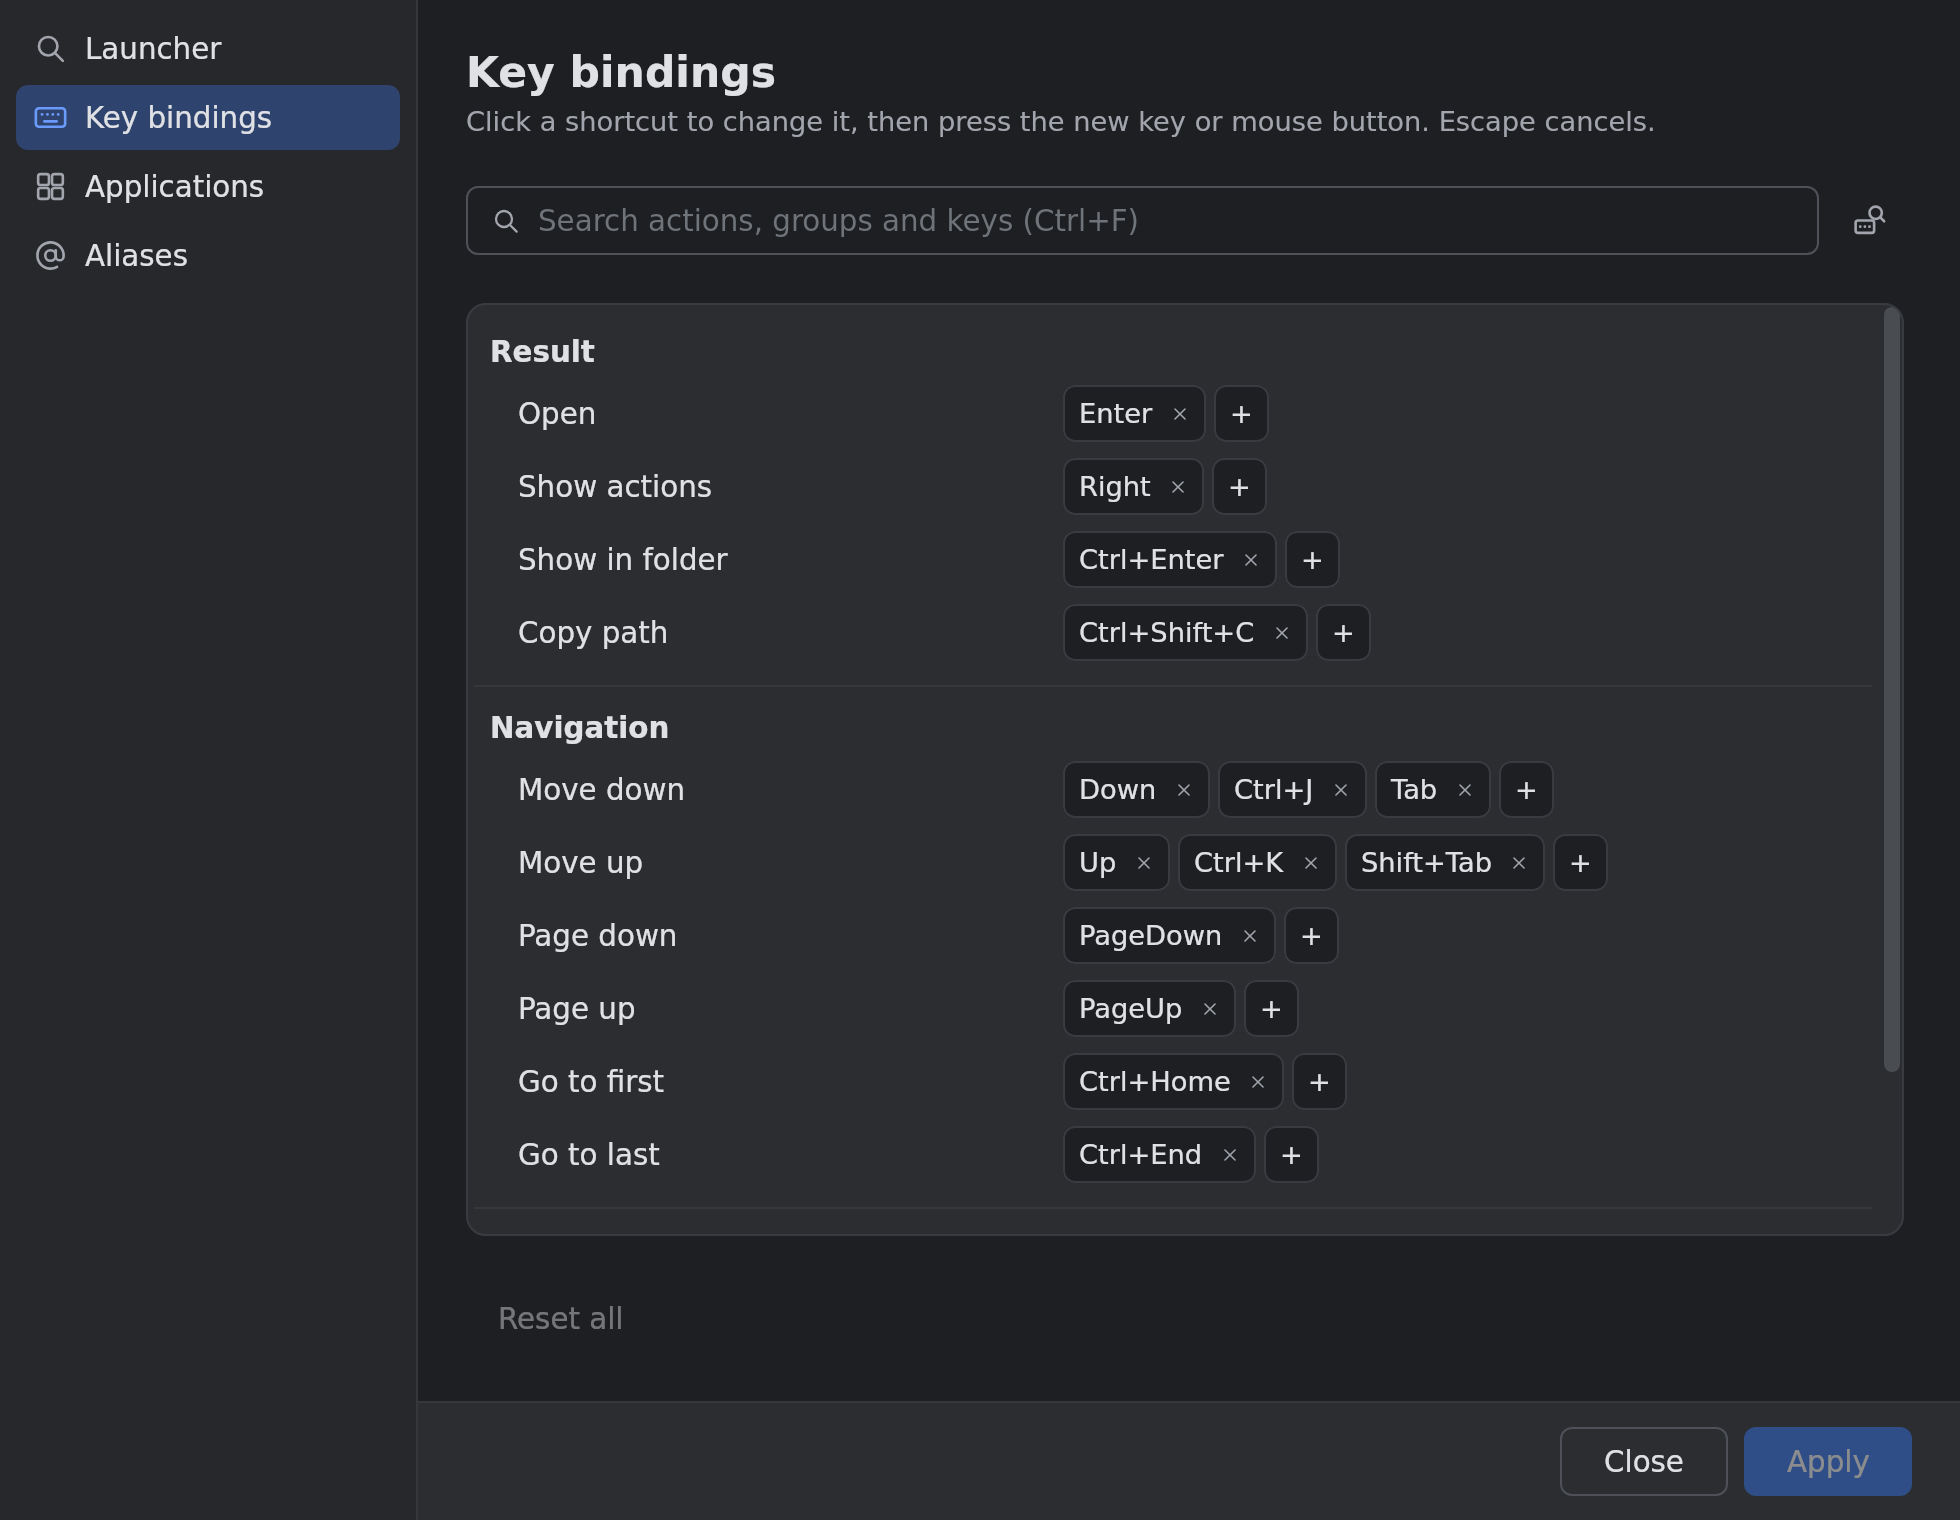 Launcher
Key bindings
Applications
Aliases
Key bindings
Click a shortcut to change it, then press the new key or mouse button. Escape cancels.
Search actions, groups and keys (Ctrl+F)
Result
Open Enter × +
Show actions Right × +
Show in folder Ctrl+Enter × +
Copy path Ctrl+Shift+C × +
Navigation
Move down Down × Ctrl+J × Tab × +
Move up Up × Ctrl+K × Shift+Tab × +
Page down PageDown × +
Page up PageUp × +
Go to first Ctrl+Home × +
Go to last Ctrl+End × +
Reset all
Close Apply